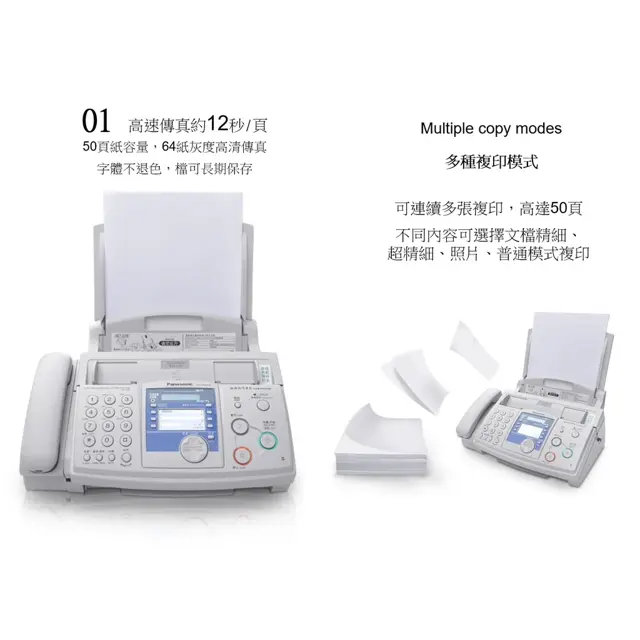 01 高速傳真約12秒/頁
50頁紙容量，64紙灰度高清傳真
字體不退色，檔可長期保存
Multiple copy modes
多種複印模式
可連續多張複印，高達50頁
不同內容可選擇文檔精細、
超精細、照片、普通模式複印
Panasonic